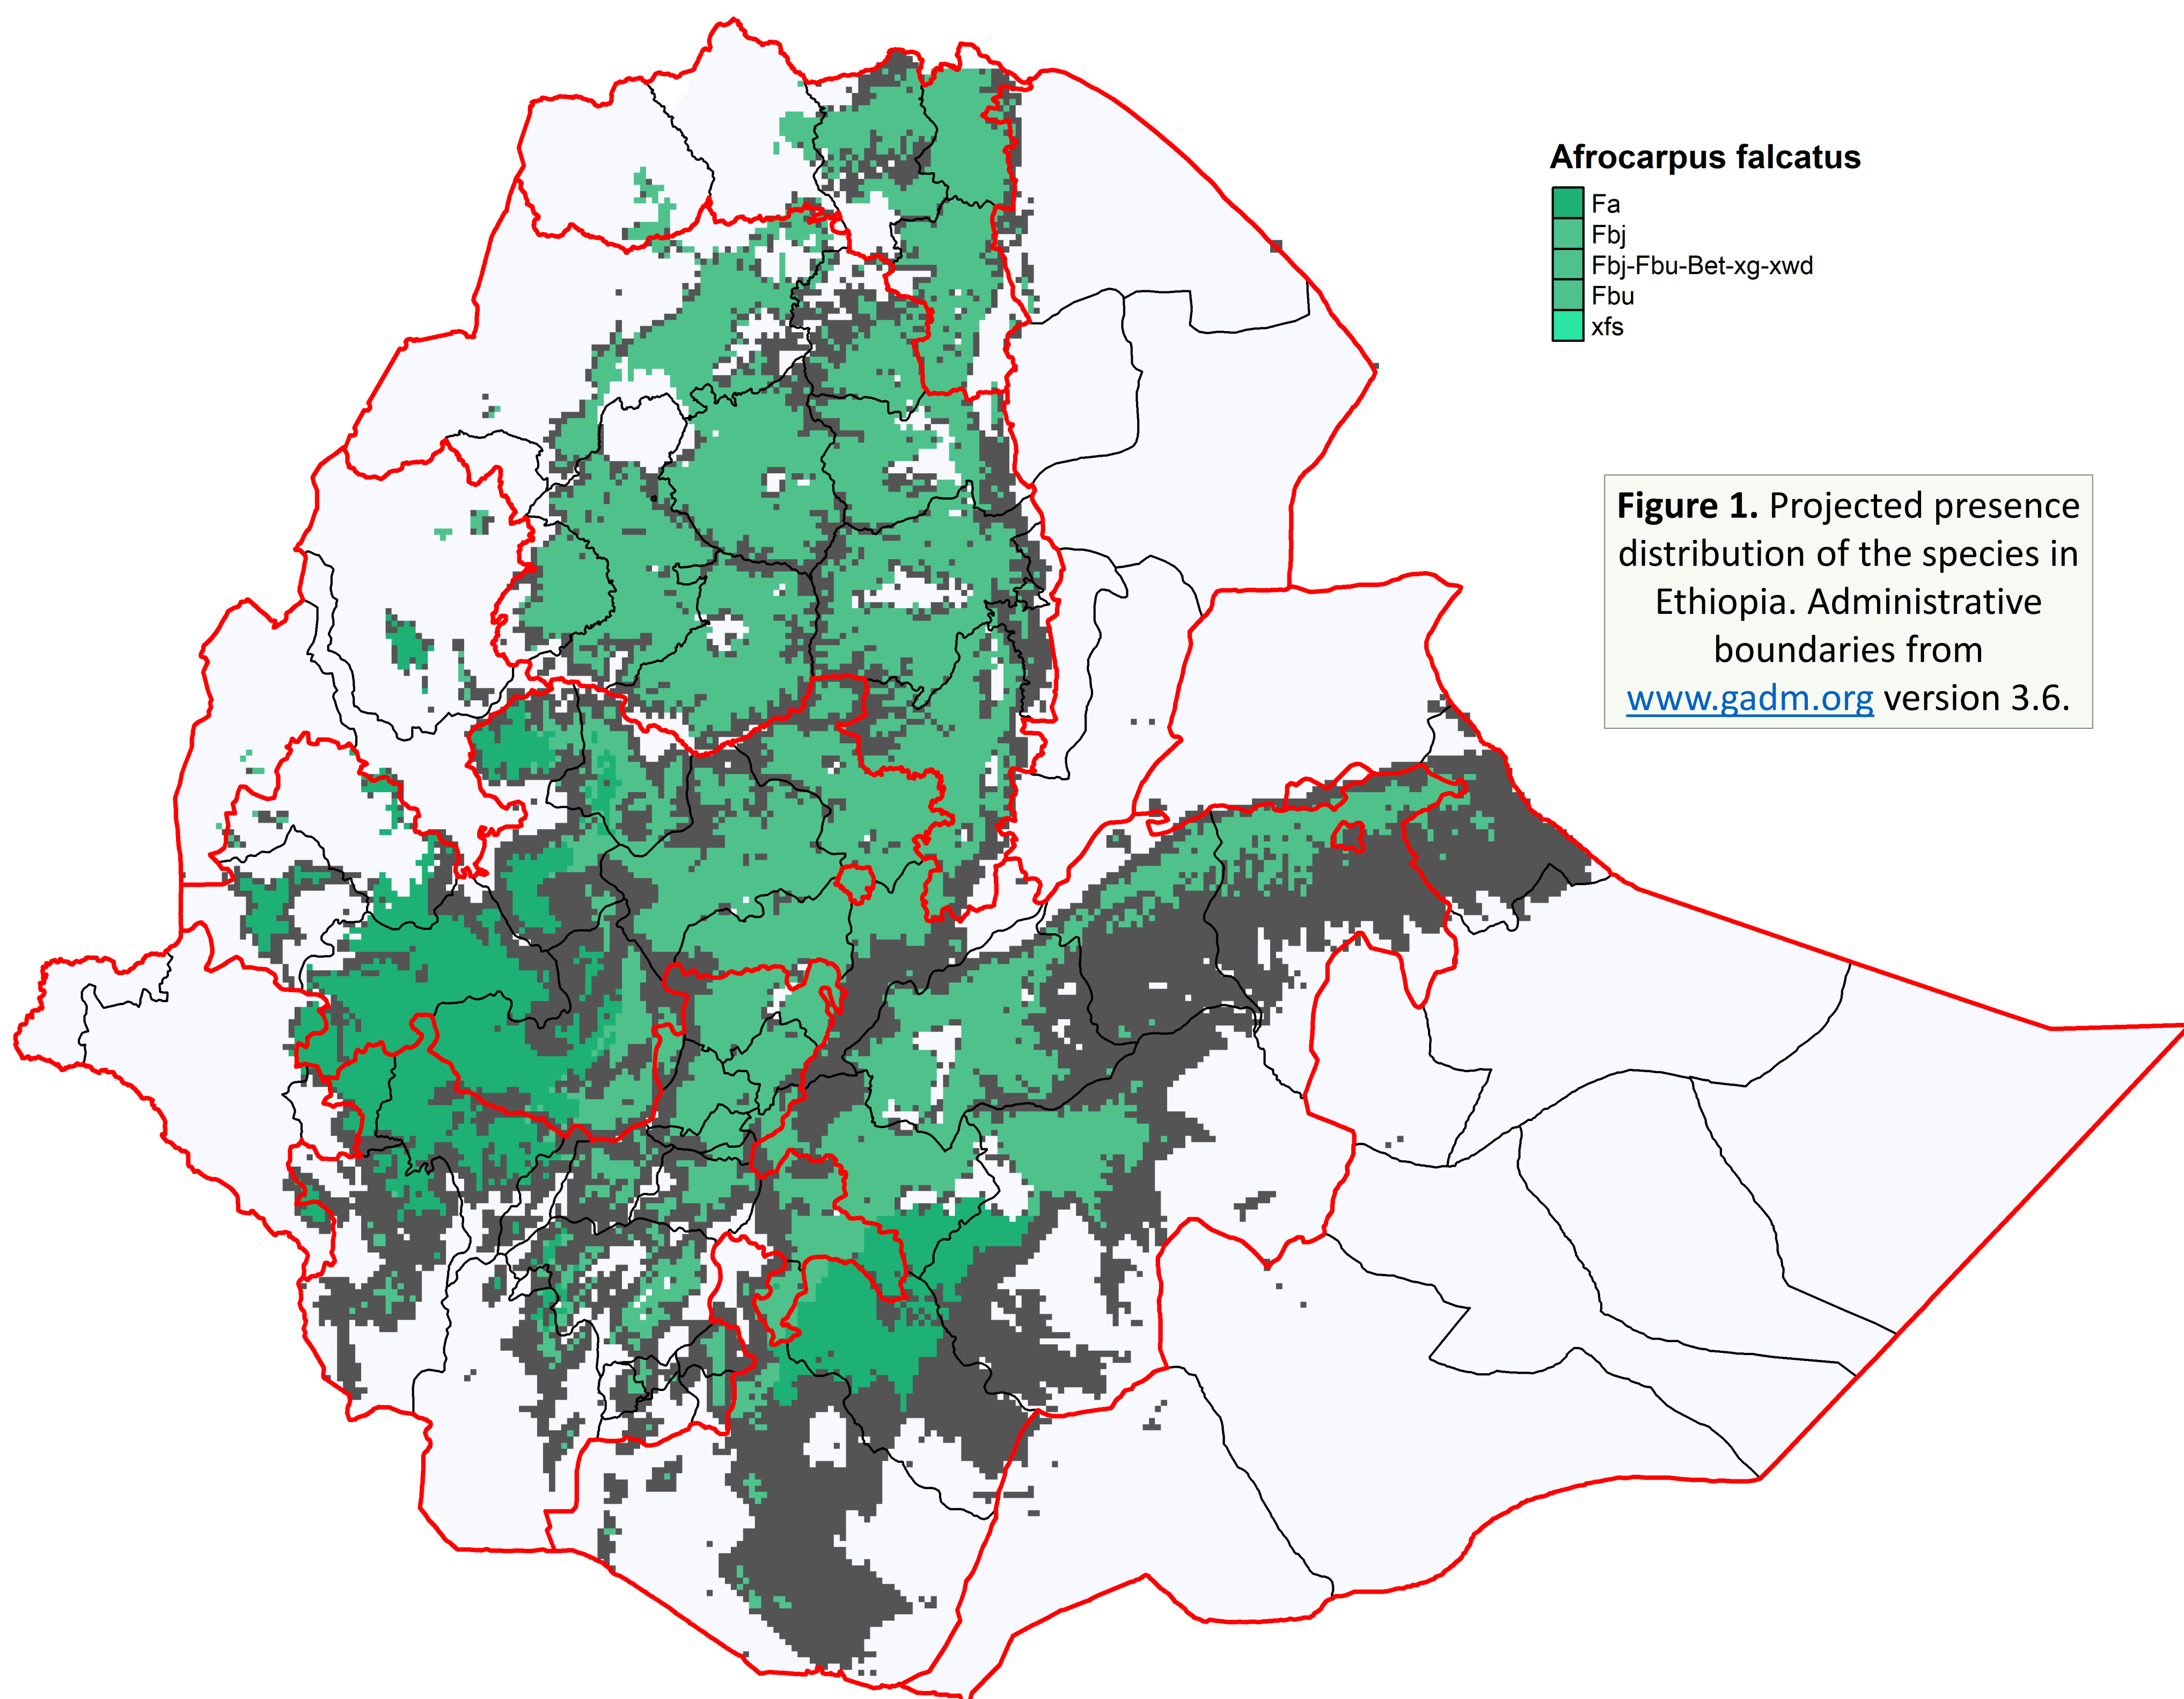 Afrocarpus falcatus
Fa
Fbj
Fbj-Fbu-Bet-xg-xwd
Fbu
xfs
Figure 1. Projected presence
distribution of the species in
Ethiopia. Administrative
boundaries from
www.gadm.org version 3.6.